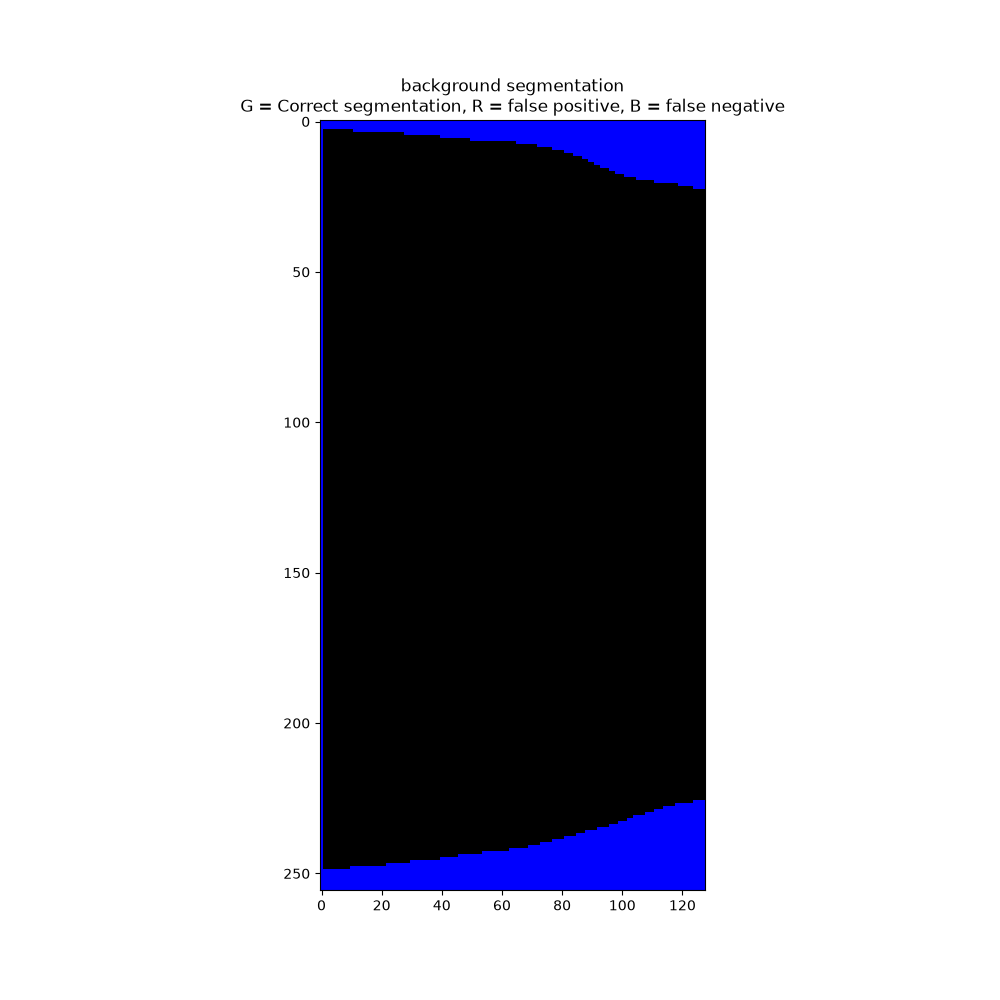 background segmentation
G = Correct segmentation, R = false positive, B = false negative
0
50
100
150
200
250
0 20 40 60 80 100 120